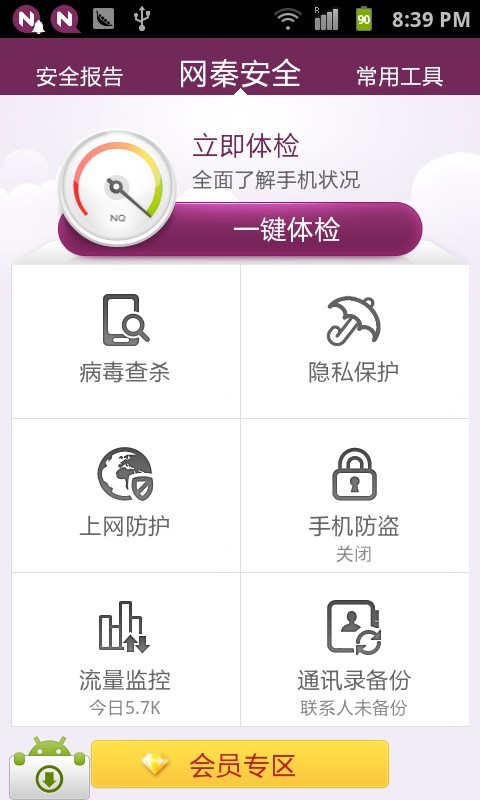 N N R 90 8:39 PM
安全报告 网秦安全 常用工具
立即体检
全面了解手机状况
NQ
一键体检
病毒查杀 隐私保护
上网防护 手机防盗
关闭
流量监控 通讯录备份
今日5.7K 联系人未备份
会员专区